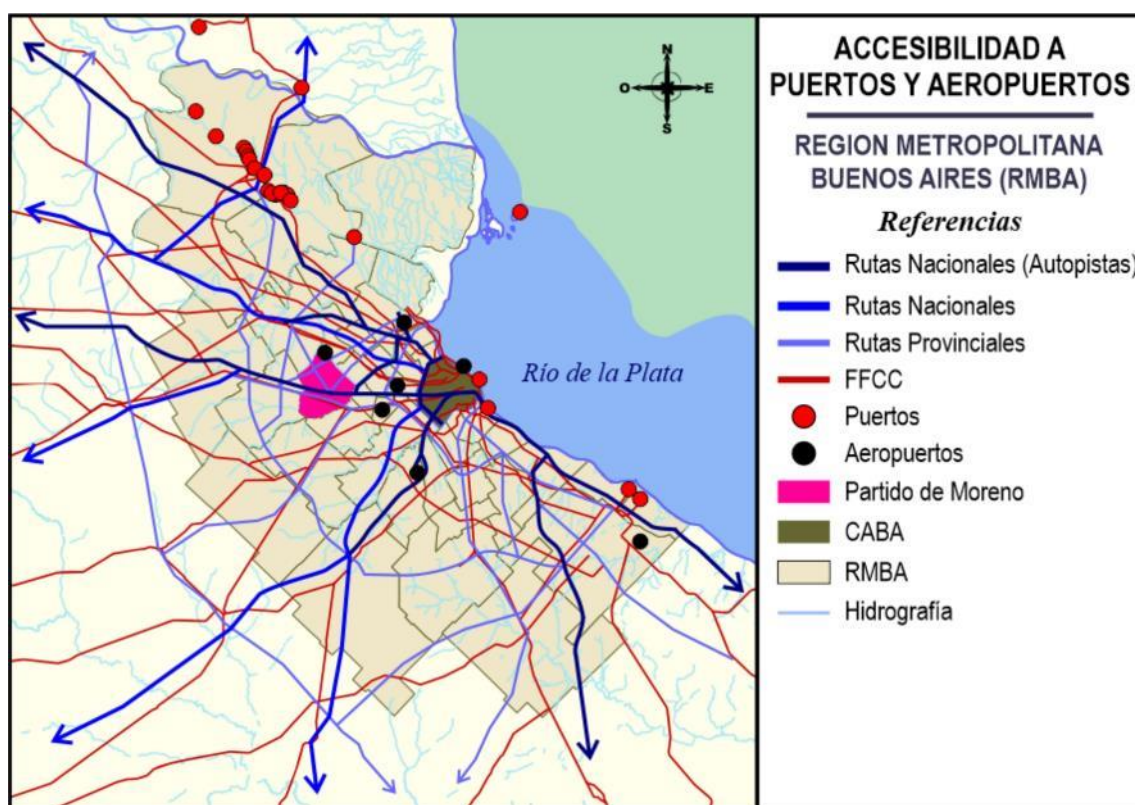 ACCESIBILIDAD A
PUERTOS Y AEROPUERTOS
REGION METROPOLITANA
BUENOS AIRES (RMBA)
Referencias
Rutas Nacionales (Autopistas)
Rutas Nacionales
Rutas Provinciales
FFCC
Puertos
Aeropuertos
Partido de Moreno
CABA
RMBA
Hidrografía
N
O
E
S
Río de la Plata